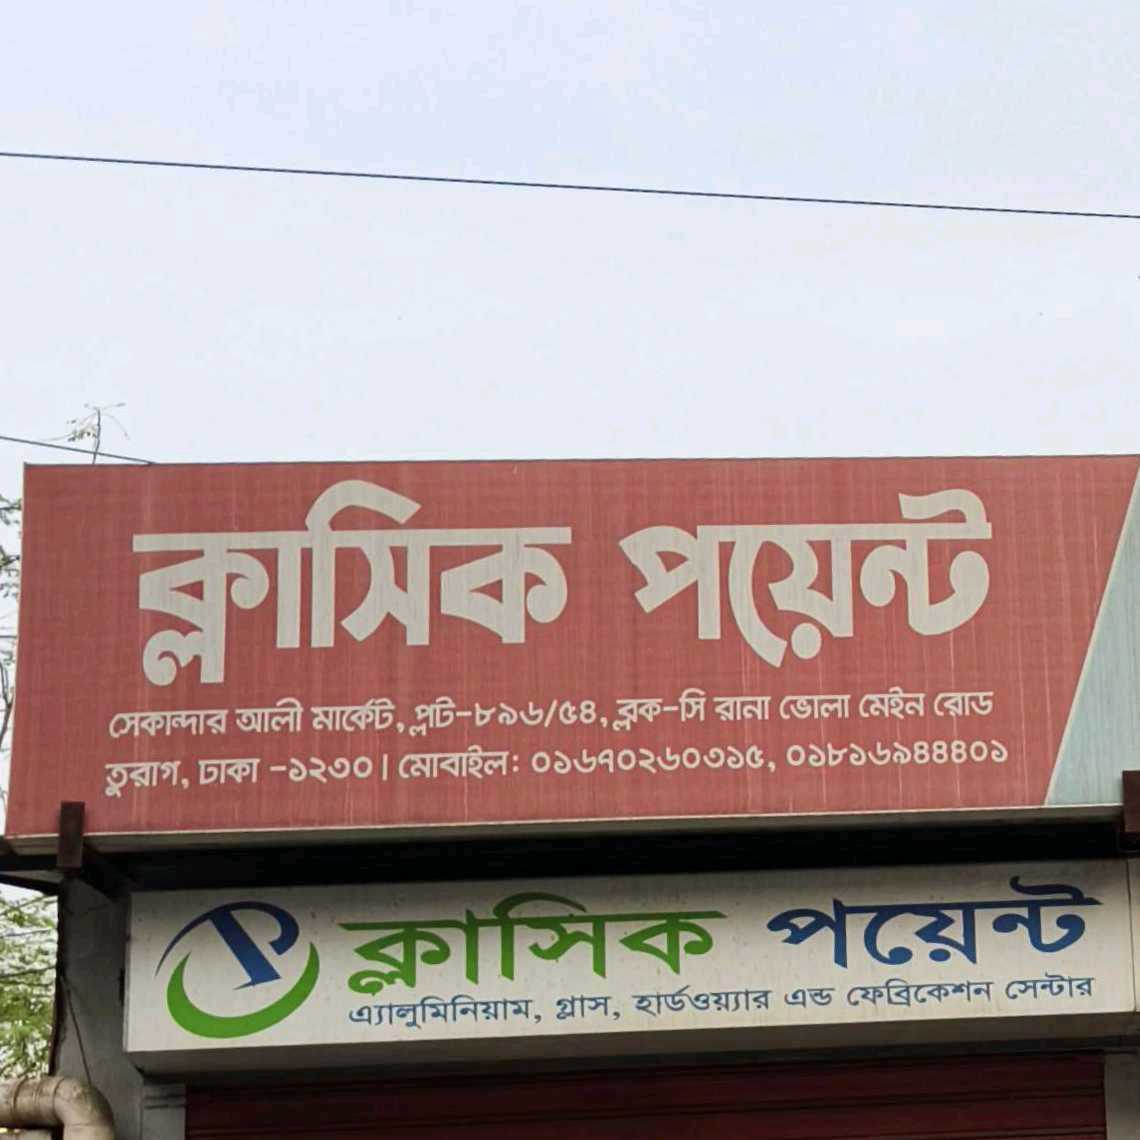 ক্লাসিক পয়েন্ট
সেকান্দার আলী মার্কেট, প্লট-৮৯৬/৫৪, ব্লক-সি রানা ভোলা মেইন রোড
তুরাগ, ঢাকা -১২৩০। মোবাইল: ০১৬৭০২৬০৩১৫, ০১৮১৬৯৪৪৪০১
ক্লাসিক পয়েন্ট
এ্যালুমিনিয়াম, গ্লাস, হার্ডওয়্যার এন্ড ফেব্রিকেশন সেন্টার